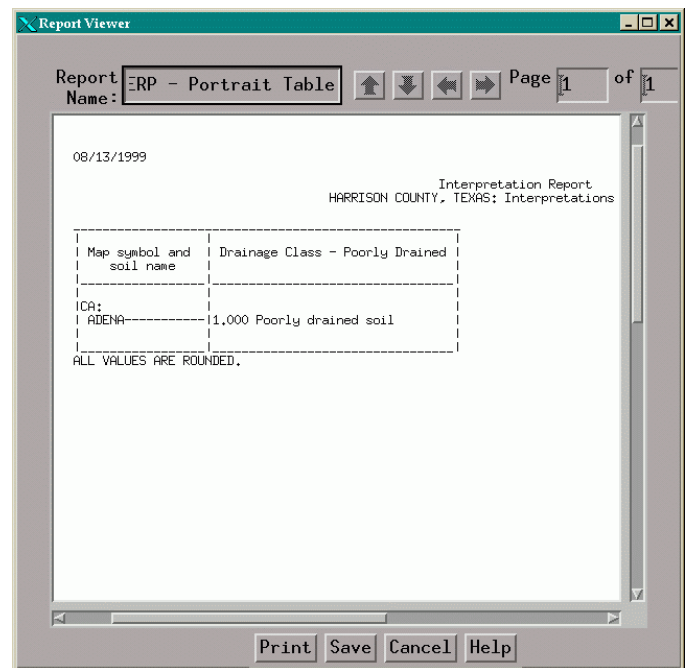 Report Viewer
Report Name: ERP - Portrait Table Page 1 of 1
08/13/1999
Interpretation Report
HARRISON COUNTY, TEXAS: Interpretations
Map symbol and | Drainage Class - Poorly Drained
soil name
CA:
ADENA-----------|1.000 Poorly drained soil
ALL VALUES ARE ROUNDED.
Print Save Cancel Help